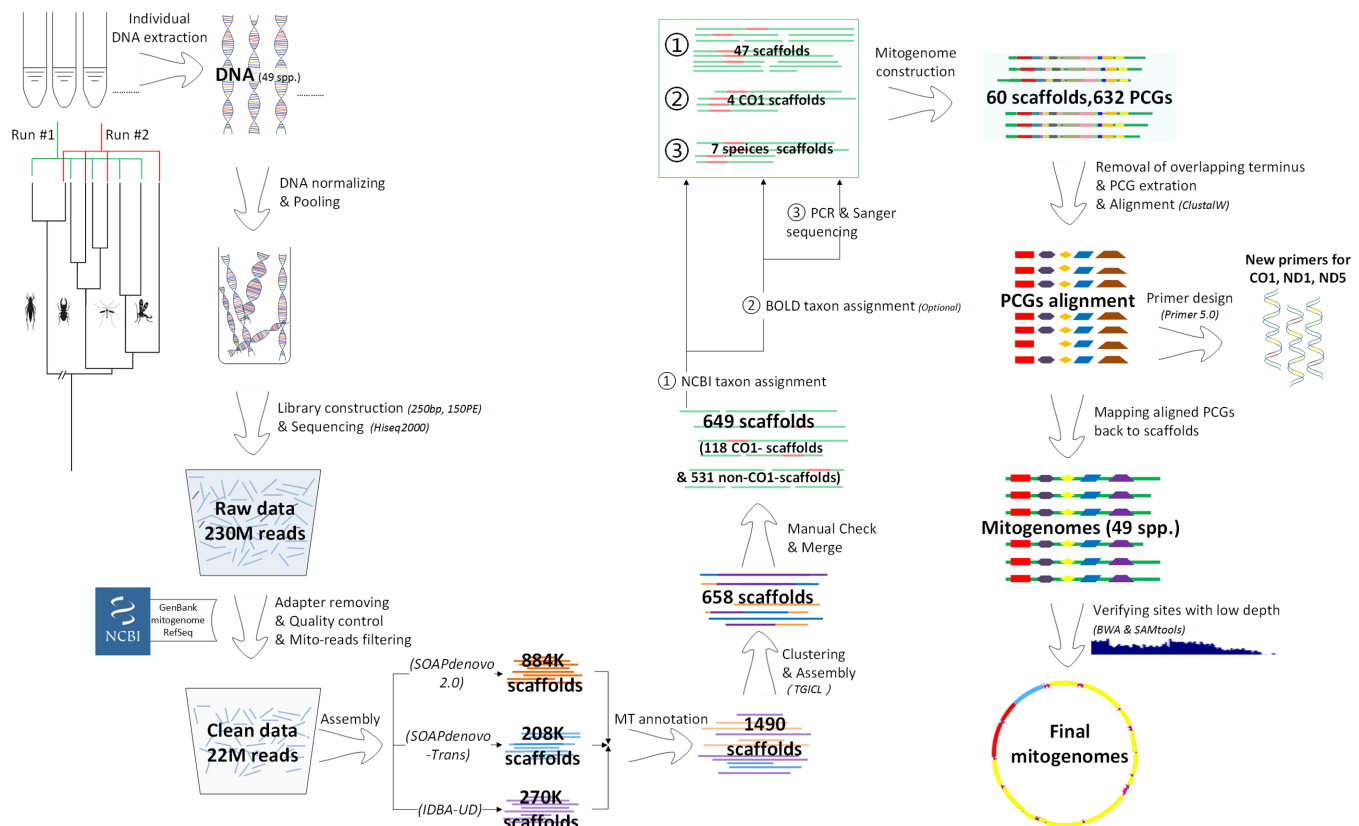 Individual
DNA extraction
DNA (49 spp.)
Run #1
Run #2
DNA normalizing
& Pooling
Library construction (250bp, 150PE)
& Sequencing (Hiseq2000)
Raw data
230M reads
NCBI
GenBank
mitogenome
RefSeq
Adapter removing
& Quality control
& Mito-reads filtering
Clean data
22M reads
Assembly
(SOAPdenovo
2.0)
884K
scaffolds
(SOAPdenovo
-Trans)
208K
scaffolds
(IDBA-UD)
270K
scaffolds
MT annotation
1490
scaffolds
Clustering
& Assembly
(TGICL)
658 scaffolds
Manual Check
& Merge
649 scaffolds
(118 CO1- scaffolds
& 531 non-CO1-scaffolds)
① NCBI taxon assignment
② BOLD taxon assignment (Optional)
③ PCR & Sanger
sequencing
① 47 scaffolds
② 4 CO1 scaffolds
③ 7 speices scaffolds
Mitogenome
construction
60 scaffolds,632 PCGs
Removal of overlapping terminus
& PCG extration
& Alignment (ClustalW)
PCGs alignment
Primer design
(Primer 5.0)
New primers for
CO1, ND1, ND5
Mapping aligned PCGs
back to scaffolds
Mitogenomes (49 spp.)
Verifying sites with low depth
(BWA & SAMtools)
Final
mitogenomes